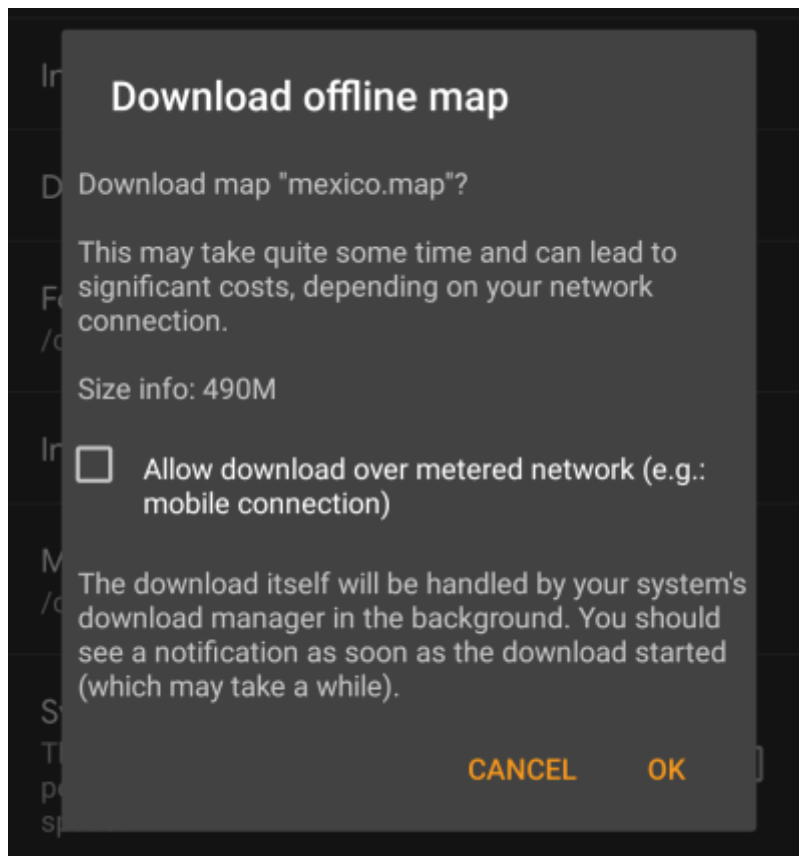 Download offline map
Download map "mexico.map"?
This may take quite some time and can lead to
significant costs, depending on your network
connection.
Size info: 490M
Allow download over metered network (e.g.:
mobile connection)
The download itself will be handled by your system's
download manager in the background. You should
see a notification as soon as the download started
(which may take a while).
CANCEL OK